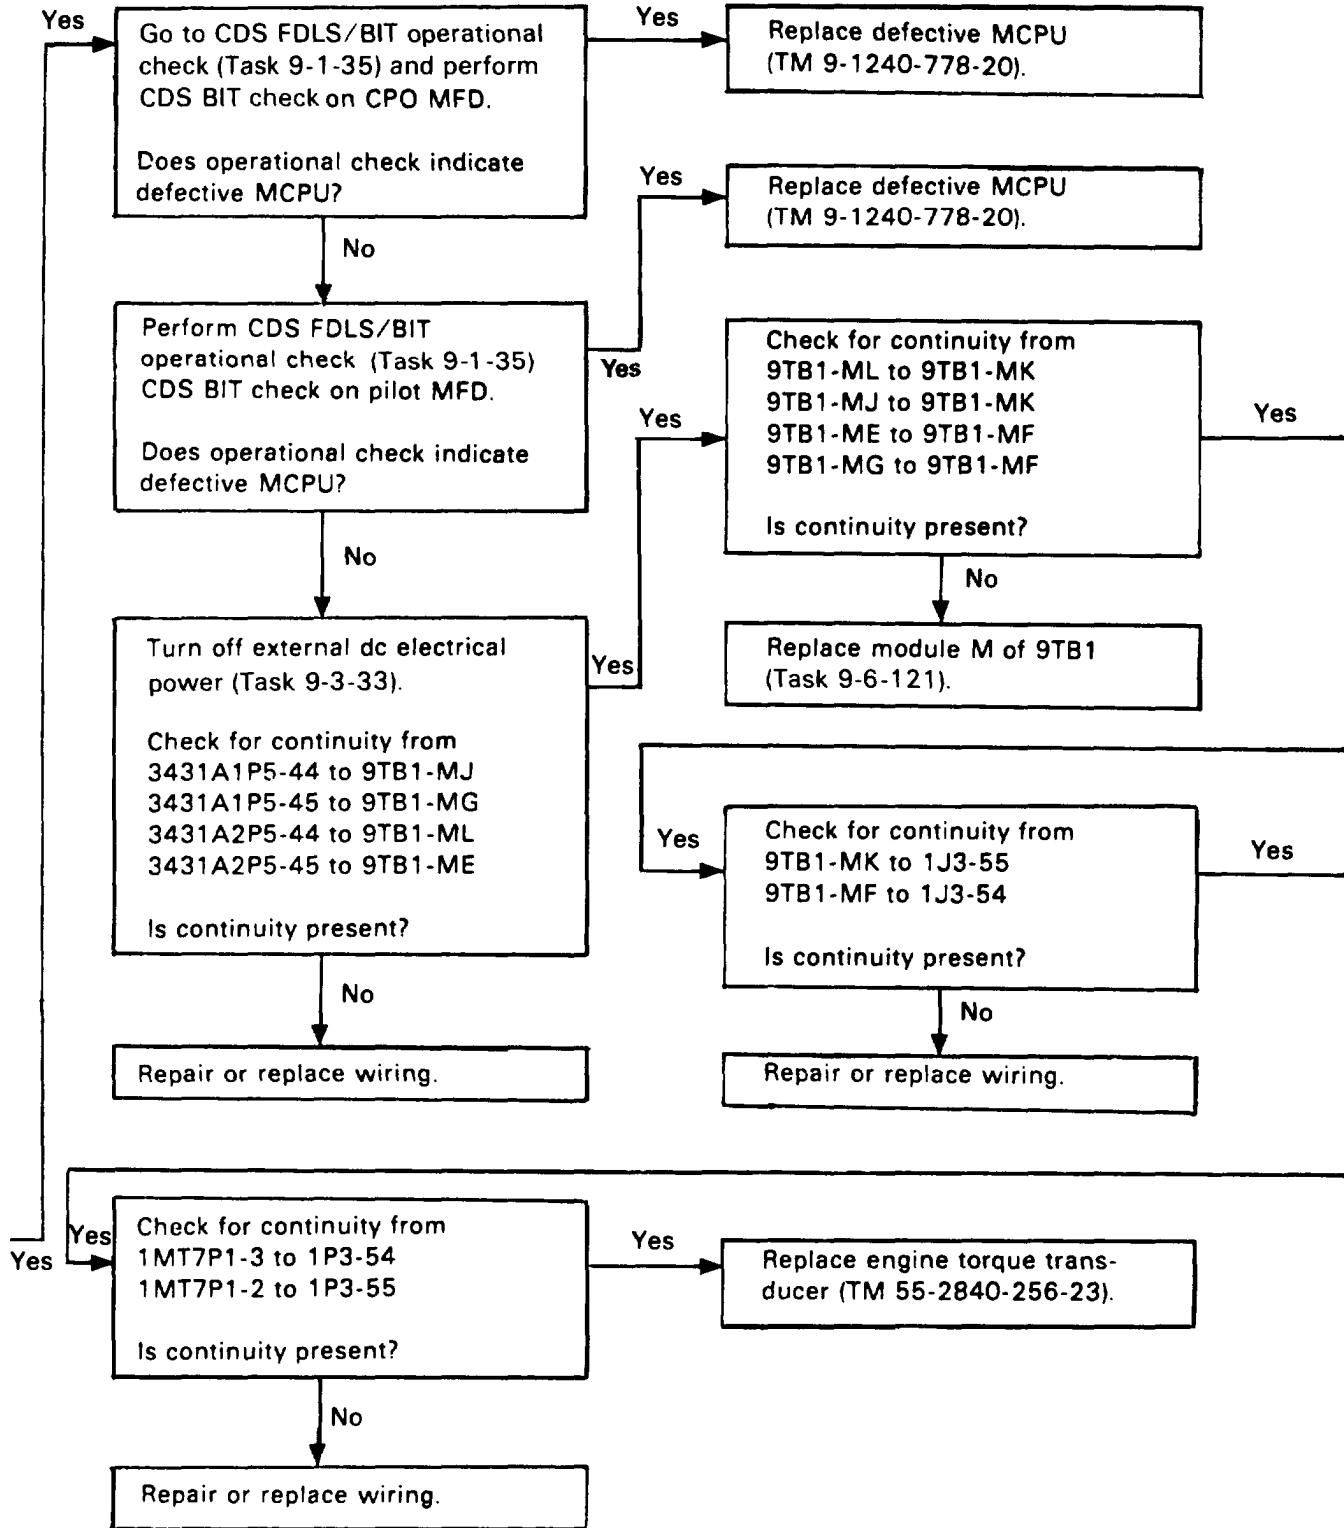 Yes
Go to CDS FDLS/BIT operational
check (Task 9-1-35) and perform
CDS BIT check on CPO MFD.
Does operational check indicate
defective MCPU?
Yes
Replace defective MCPU
(TM 9-1240-778-20).
No
Perform CDS FDLS/BIT
operational check (Task 9-1-35)
CDS BIT check on pilot MFD.
Does operational check indicate
defective MCPU?
Yes
Yes
Replace defective MCPU
(TM 9-1240-778-20).
No
Turn off external dc electrical
power (Task 9-3-33).
Check for continuity from
3431A1P5-44 to 9TB1-MJ
3431A1P5-45 to 9TB1-MG
3431A2P5-44 to 9TB1-ML
3431A2P5-45 to 9TB1-ME
Is continuity present?
Yes
No
Repair or replace wiring.
Yes
Check for continuity from
9TB1-ML to 9TB1-MK
9TB1-MJ to 9TB1-MK
9TB1-ME to 9TB1-MF
9TB1-MG to 9TB1-MF
Is continuity present?
Yes
No
Replace module M of 9TB1
(Task 9-6-121).
Yes
Check for continuity from
9TB1-MK to 1J3-55
9TB1-MF to 1J3-54
Is continuity present?
Yes
No
Repair or replace wiring.
Yes
Yes
Check for continuity from
1MT7P1-3 to 1P3-54
1MT7P1-2 to 1P3-55
Is continuity present?
Yes
Replace engine torque trans-
ducer (TM 55-2840-256-23).
No
Repair or replace wiring.